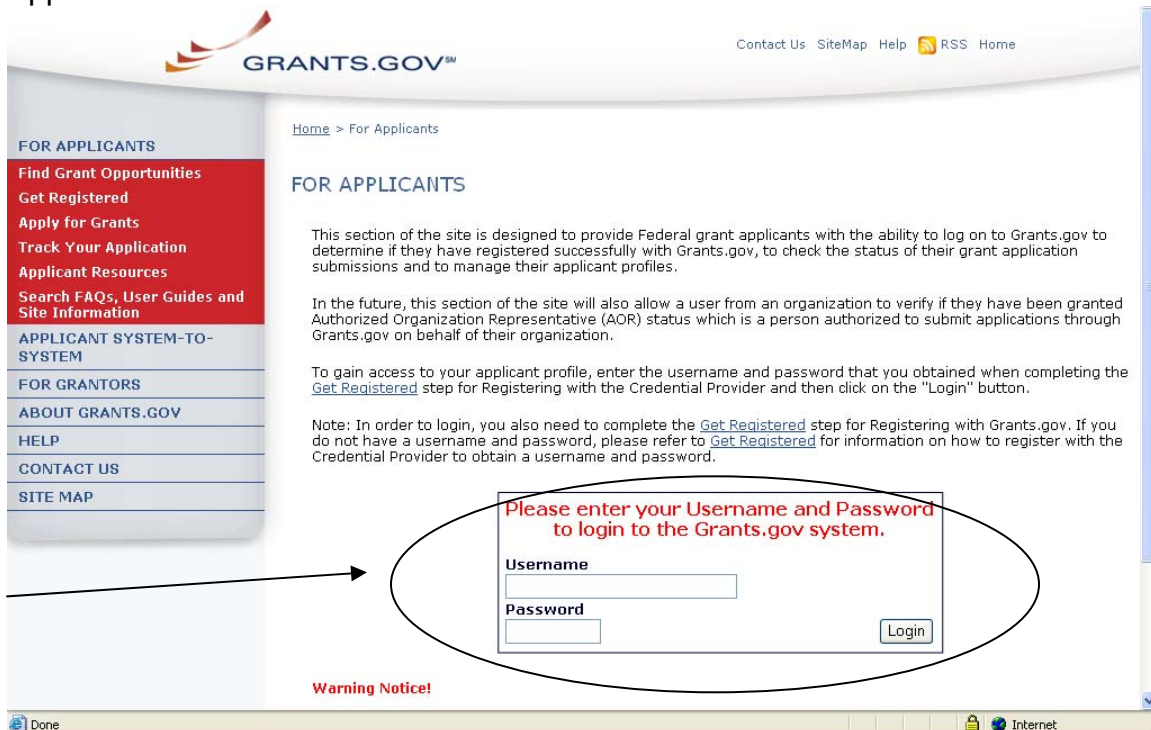 GRANTS.GOV℠
Contact Us SiteMap Help RSS Home
Home > For Applicants
FOR APPLICANTS
Find Grant Opportunities
Get Registered
Apply for Grants
Track Your Application
Applicant Resources
Search FAQs, User Guides and
Site Information
APPLICANT SYSTEM-TO-
SYSTEM
FOR GRANTORS
ABOUT GRANTS.GOV
HELP
CONTACT US
SITE MAP
FOR APPLICANTS
This section of the site is designed to provide Federal grant applicants with the ability to log on to Grants.gov to
determine if they have registered successfully with Grants.gov, to check the status of their grant application
submissions and to manage their applicant profiles.
In the future, this section of the site will also allow a user from an organization to verify if they have been granted
Authorized Organization Representative (AOR) status which is a person authorized to submit applications through
Grants.gov on behalf of their organization.
To gain access to your applicant profile, enter the username and password that you obtained when completing the
Get Registered step for Registering with the Credential Provider and then click on the "Login" button.
Note: In order to login, you also need to complete the Get Registered step for Registering with Grants.gov. If you
do not have a username and password, please refer to Get Registered for information on how to register with the
Credential Provider to obtain a username and password.
Please enter your Username and Password
to login to the Grants.gov system.
Username
Password
Login
Warning Notice!
Done
Internet